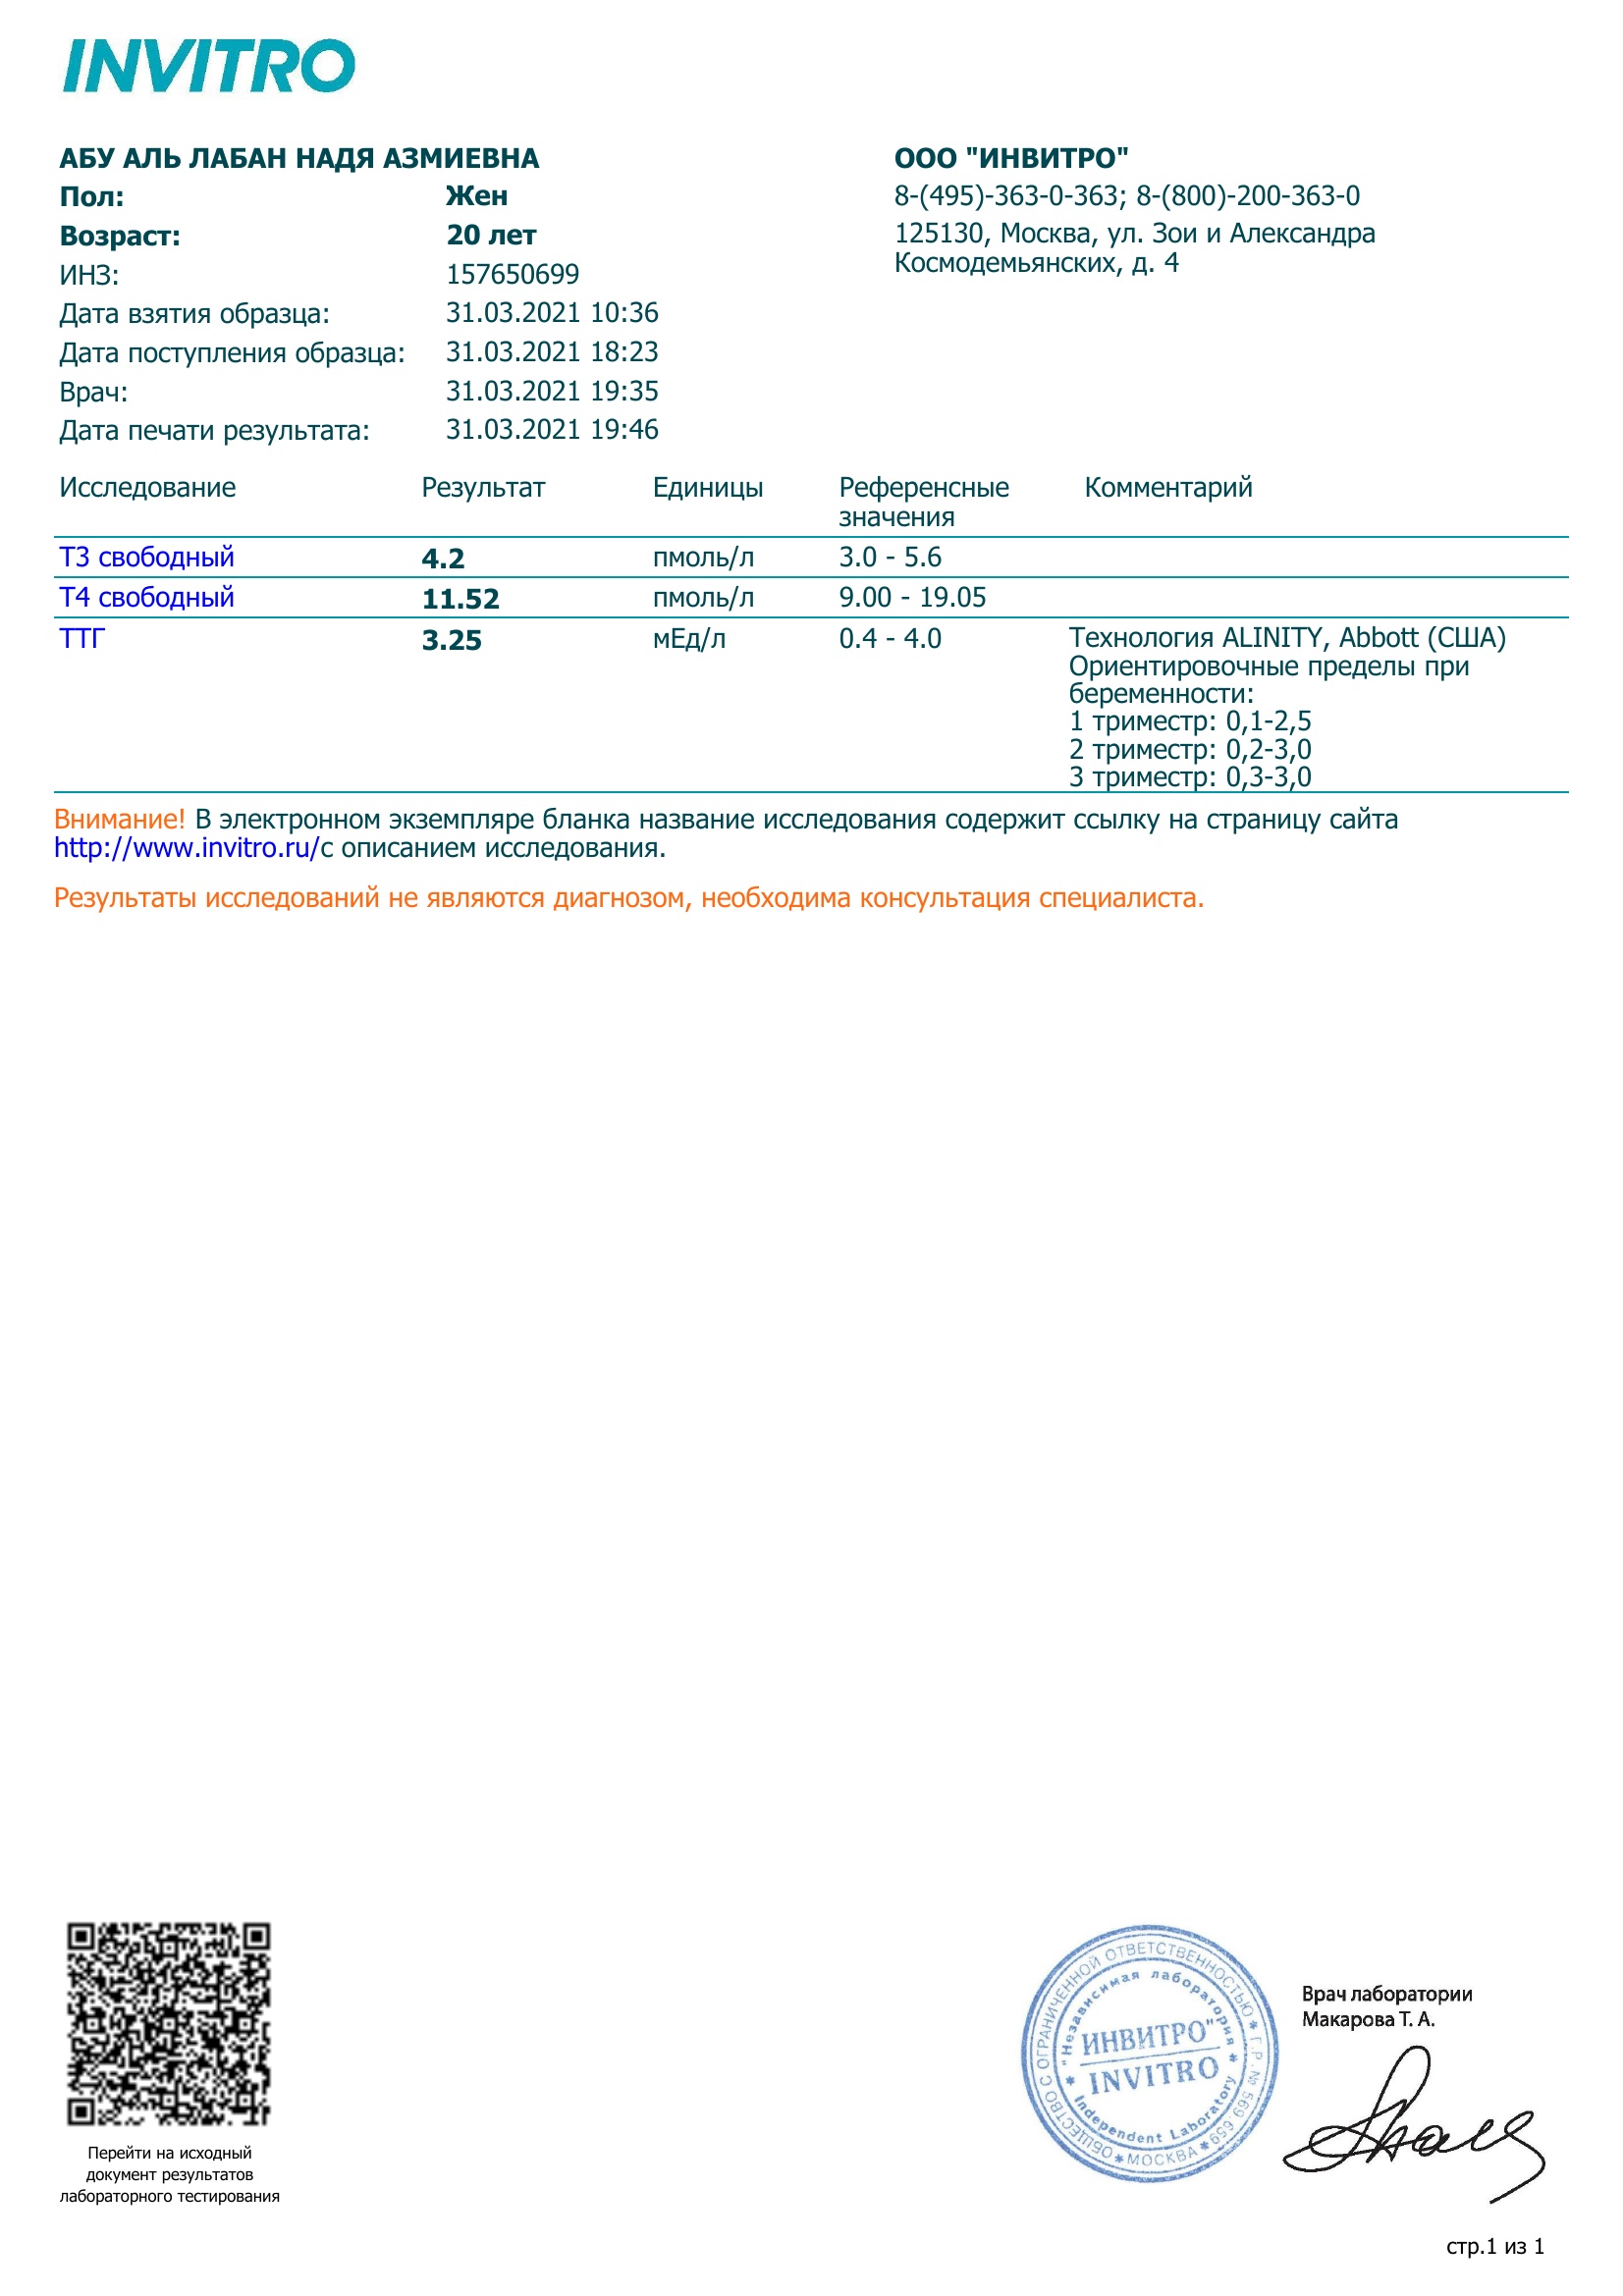 INVITRO
АБУ АЛЬ ЛАБАН НАДЯ АЗМИЕВНА
Пол: Жен
Возраст: 20 лет
ИНЗ: 157650699
Дата взятия образца: 31.03.2021 10:36
Дата поступления образца: 31.03.2021 18:23
Врач: 31.03.2021 19:35
Дата печати результата: 31.03.2021 19:46
ООО "ИНВИТРО"
8-(495)-363-0-363; 8-(800)-200-363-0
125130, Москва, ул. Зои и Александра
Космодемьянских, д. 4
Исследование Результат Единицы Референсные значения Комментарий
Т3 свободный 4.2 пмоль/л 3.0 - 5.6
Т4 свободный 11.52 пмоль/л 9.00 - 19.05
ТТГ 3.25 мЕд/л 0.4 - 4.0 Технология ALINITY, Abbott (США)
Ориентировочные пределы при
беременности:
1 триместр: 0,1-2,5
2 триместр: 0,2-3,0
3 триместр: 0,3-3,0
Внимание! В электронном экземпляре бланка название исследования содержит ссылку на страницу сайта
http://www.invitro.ru/с описанием исследования.
Результаты исследований не являются диагнозом, необходима консультация специалиста.
Перейти на исходный
документ результатов
лабораторного тестирования
ОБЩЕСТВО С ОГРАНИЧЕННОЙ ОТВЕТСТВЕННОСТЬЮ * Г.Р. № 569 659 * МОСКВА *
"Независимая лаборатория
ИНВИТРО"
INVITRO
Independent Laboratory
Врач лаборатории
Макарова Т. А.
стр.1 из 1